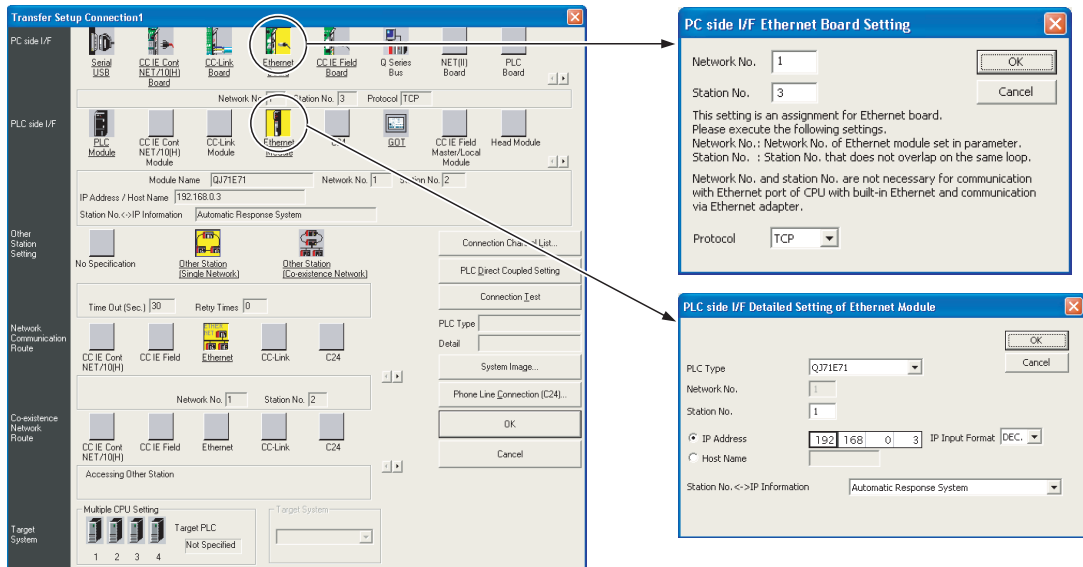 Transfer Setup Connection1
PC side I/F
Serial USB
CC IE Cont NET/10(H) Board
CC-Link Board
Ethernet
CC IE Field Board
Q Series Bus
NET(II) Board
PLC Board
Network No. 1 Station No. 3 Protocol TCP
PLC side I/F
PLC Module
CC IE Cont NET/10(H) Module
CC-Link Module
Ethernet Module
C24
GOT
CC IE Field Master/Local Module
Head Module
Module Name QJ71E71 Network No. 1 Station No. 2
IP Address / Host Name 192.168.0.3
Station No.<->IP Information Automatic Response System
Other Station Setting
No Specification
Other Station (Single Network)
Other Station (Co-existence Network)
Time Out (Sec.) 30 Retry Times 0
Network Communication Route
CC IE Cont NET/10(H)
CC IE Field
Ethernet
CC-Link
C24
Network No. 1 Station No. 2
Co-existence Network Route
CC IE Cont NET/10(H)
CC IE Field
Ethernet
CC-Link
C24
Accessing Other Station
Target System
Multiple CPU Setting
1 2 3 4
Target PLC
Not Specified
Target System
Connection Channel List...
PLC Direct Coupled Setting
Connection Test
PLC Type
Detail
System Image...
Phone Line Connection (C24)...
OK
Cancel
PC side I/F Ethernet Board Setting
Network No. 1
OK
Station No. 3
Cancel
This setting is an assignment for Ethernet board.
Please execute the following settings.
Network No.: Network No. of Ethernet module set in parameter.
Station No. : Station No. that does not overlap on the same loop.
Network No. and station No. are not necessary for communication
with Ethernet port of CPU with built-in Ethernet and communication
via Ethernet adapter.
Protocol TCP
PLC side I/F Detailed Setting of Ethernet Module
OK
Cancel
PLC Type QJ71E71
Network No. 1
Station No. 1
IP Address 192 168 0 3 IP Input Format DEC.
Host Name
Station No.<->IP Information Automatic Response System